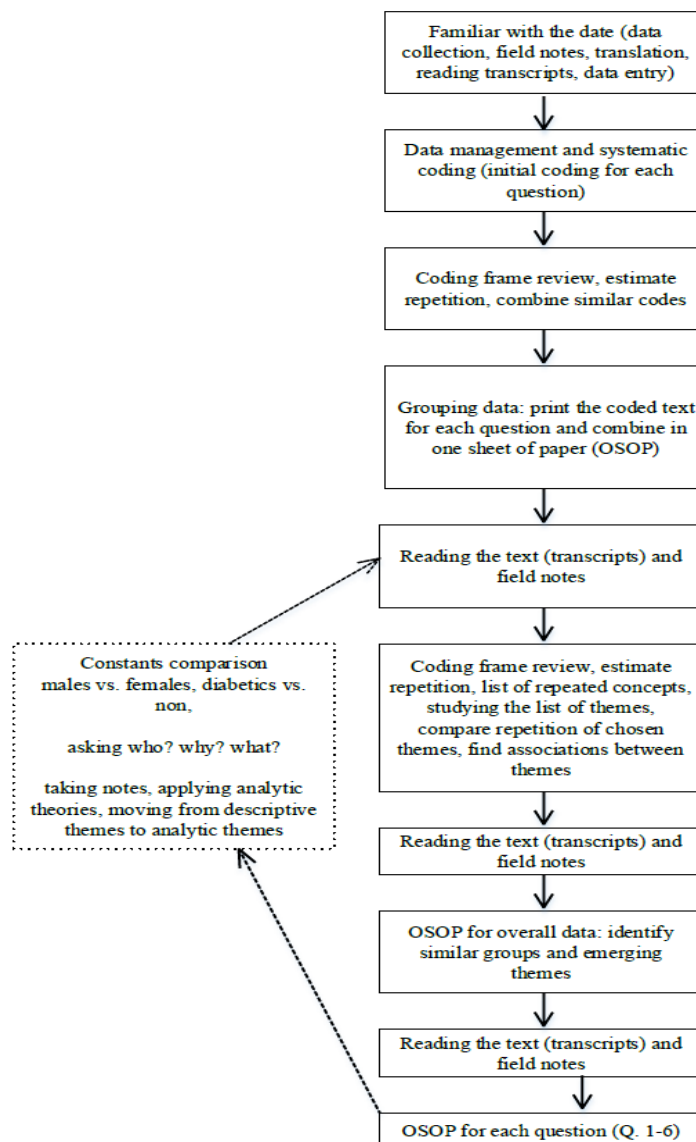 Familiar with the date (data
collection, field notes, translation,
reading transcripts, data entry)
Data management and systematic
coding (initial coding for each
question)
Coding frame review, estimate
repetition, combine similar codes
Grouping data: print the coded text
for each question and combine in
one sheet of paper (OSOP)
Reading the text (transcripts) and
field notes
Constants comparison
males vs. females, diabetics vs.
non,
asking who? why? what?
taking notes, applying analytic
theories, moving from descriptive
themes to analytic themes
Coding frame review, estimate
repetition, list of repeated concepts,
studying the list of themes,
compare repetition of chosen
themes, find associations between
themes
Reading the text (transcripts) and
field notes
OSOP for overall data: identify
similar groups and emerging
themes
Reading the text (transcripts) and
field notes
OSOP for each question (Q. 1-6)